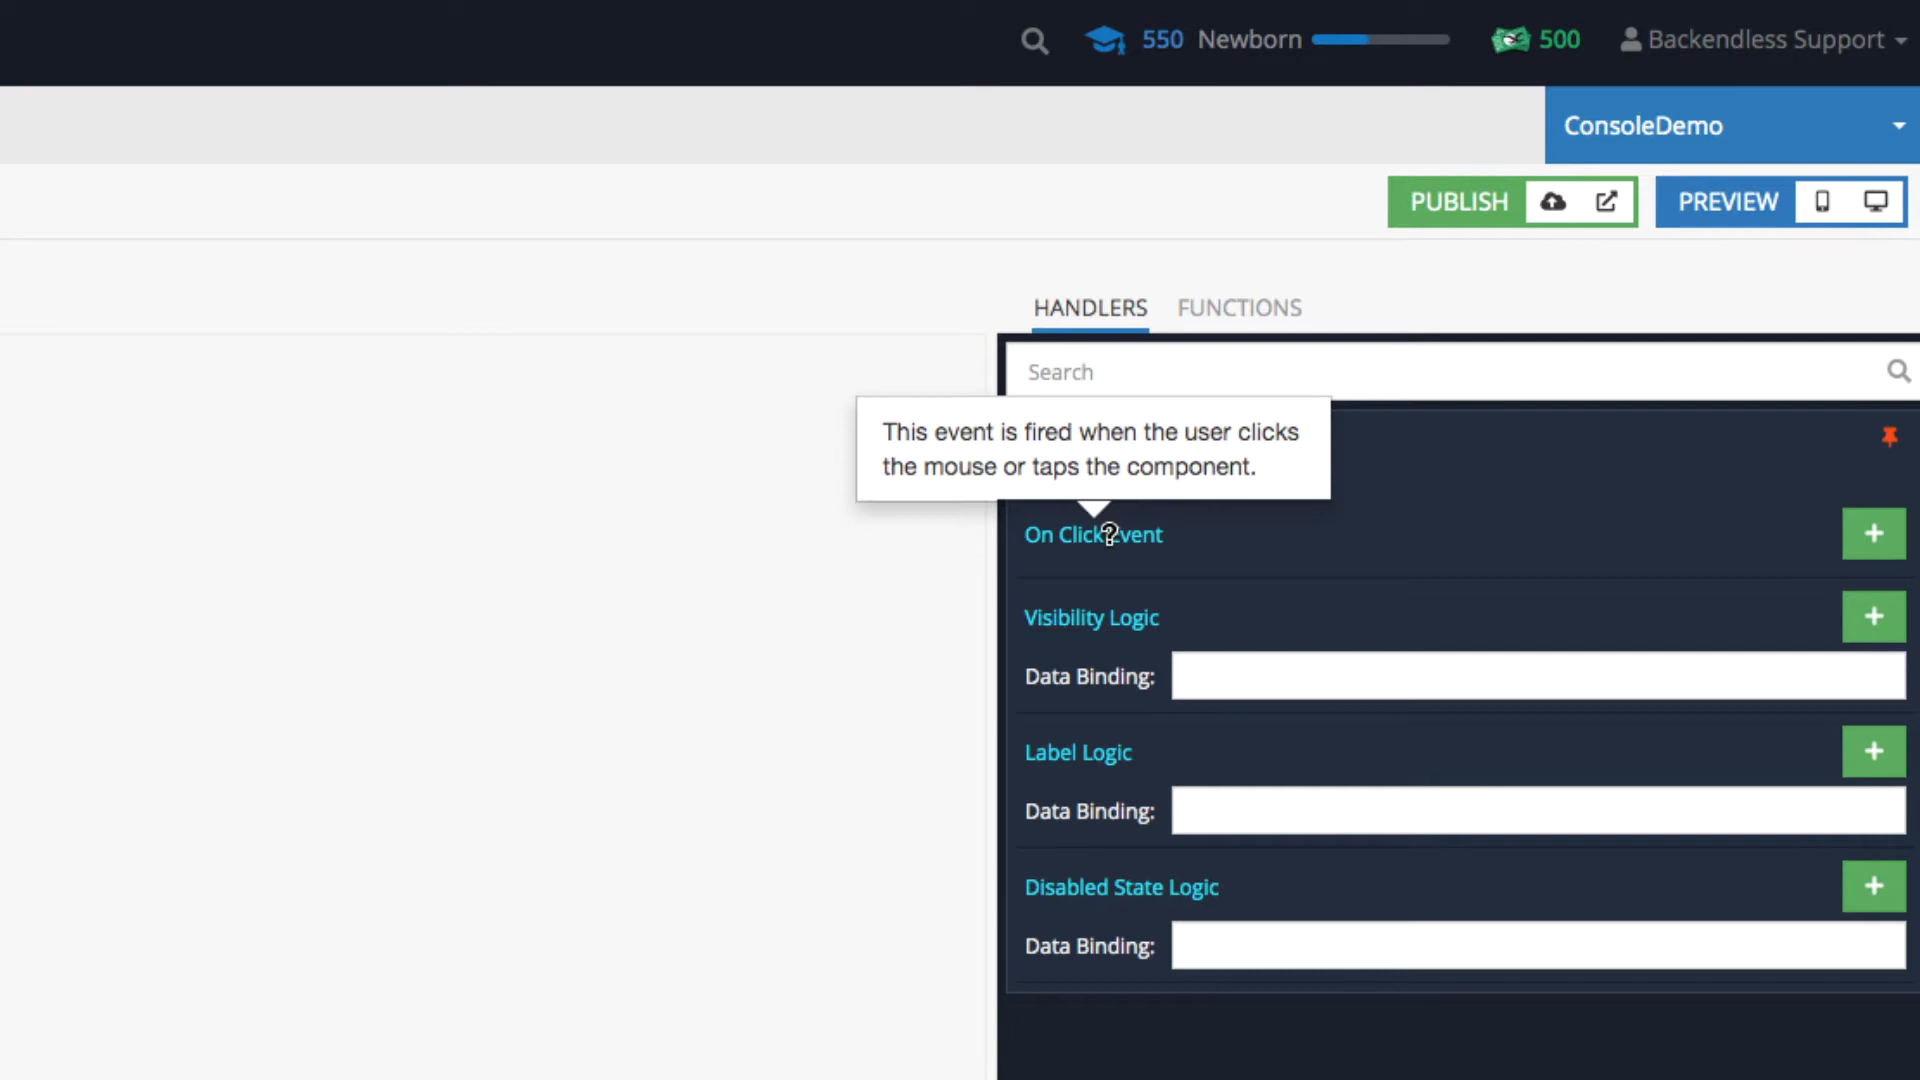 550 Newborn 500 Backendless Support
ConsoleDemo
PUBLISH PREVIEW
HANDLERS FUNCTIONS
Search
This event is fired when the user clicks
the mouse or taps the component.
On Click Event
Visibility Logic
Data Binding:
Label Logic
Data Binding:
Disabled State Logic
Data Binding: